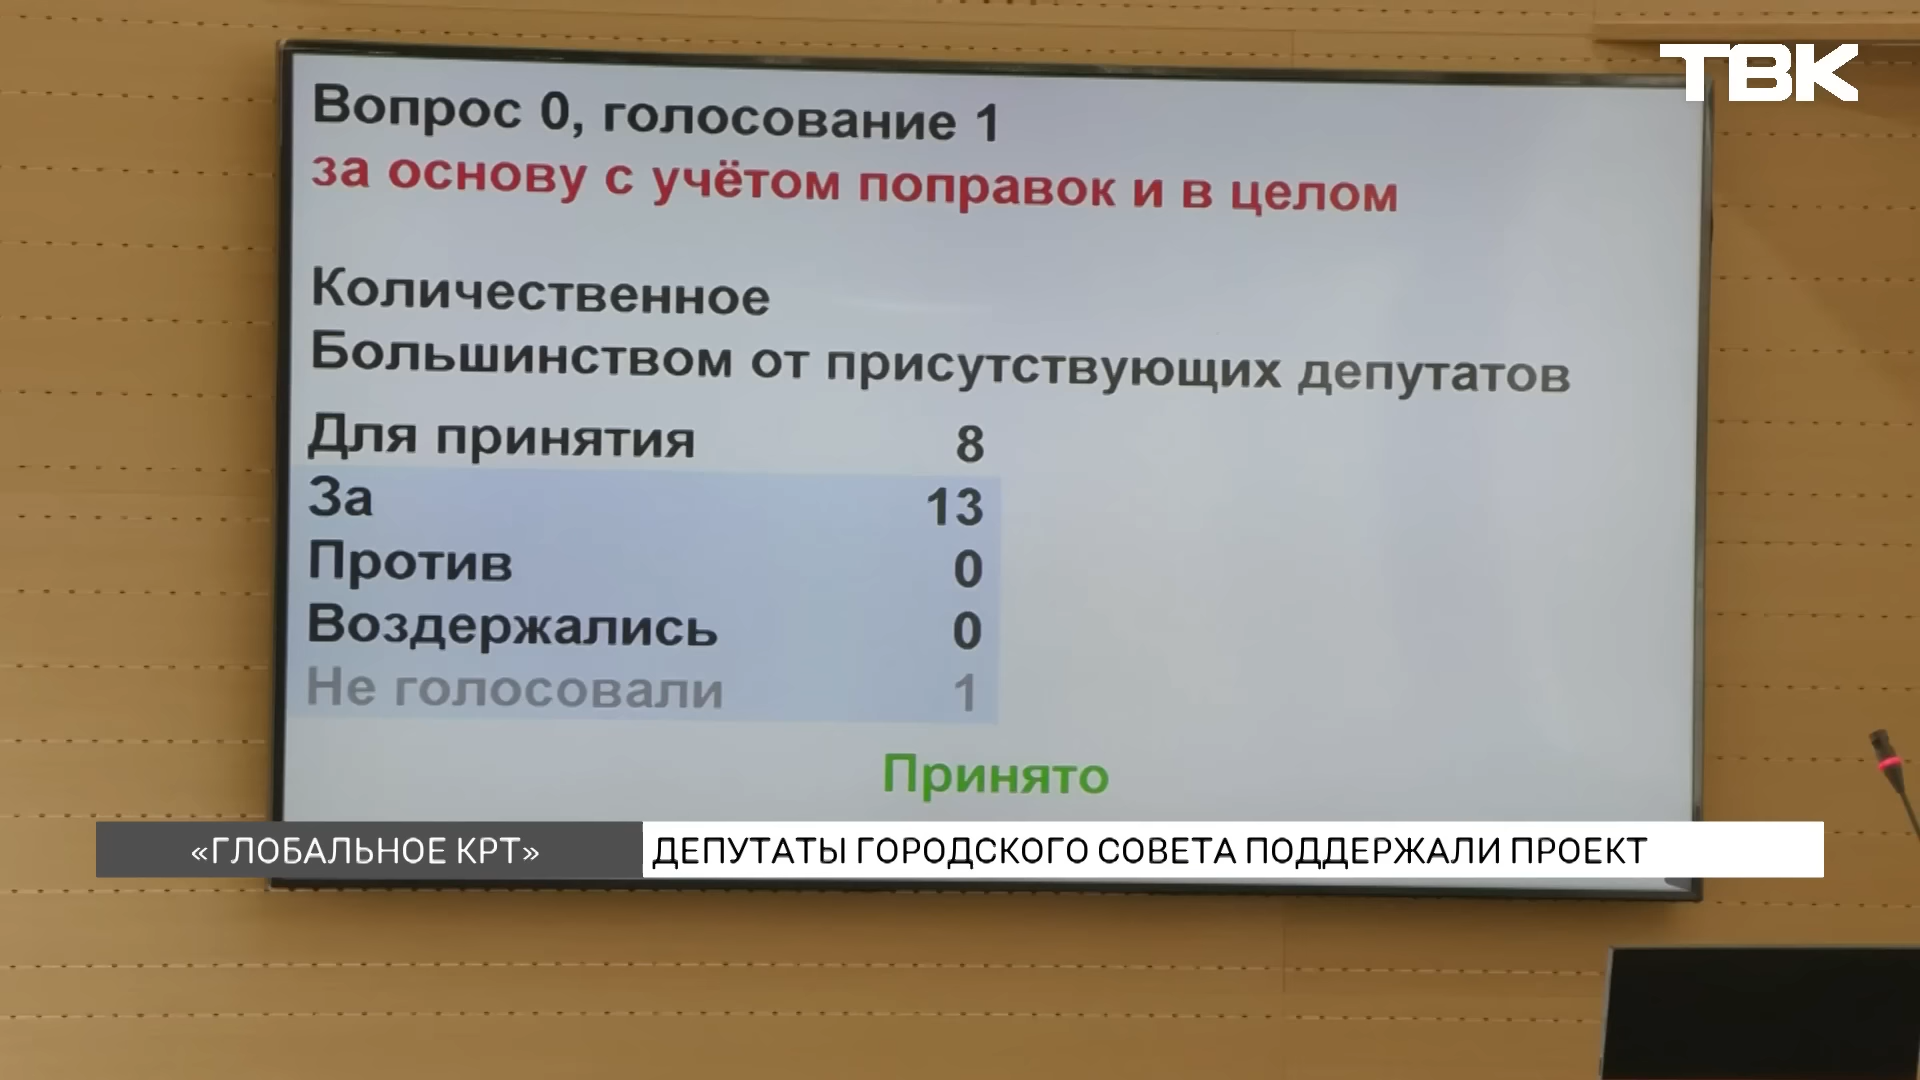 ТВК
Вопрос 0, голосование 1
за основу с учётом поправок и в целом
Количественное
Большинством от присутствующих депутатов
Для принятия 8
За 13
Против 0
Воздержались 0
Не голосовали 1
Принято
«ГЛОБАЛЬНОЕ КРТ» ДЕПУТАТЫ ГОРОДСКОГО СОВЕТА ПОДДЕРЖАЛИ ПРОЕКТ